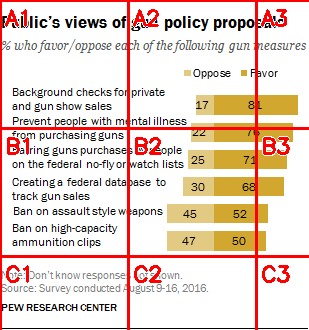 A1 A2 A3
Public's views of gun policy proposals
% who favor/oppose each of the following gun measures
Oppose Favor
Background checks for private
and gun show sales 17 81
Prevent people with mental illness
from purchasing guns 22 76
B1 B2 B3
Barring guns purchases by people
on the federal no-fly or watch lists 25 71
Creating a federal database to
track gun sales 30 68
Ban on assault style weapons 45 52
Ban on high-capacity
ammunition clips 47 50
C1 C2 C3
Note: Don't know responses not shown.
Source: Survey conducted August 9-16, 2016.
PEW RESEARCH CENTER